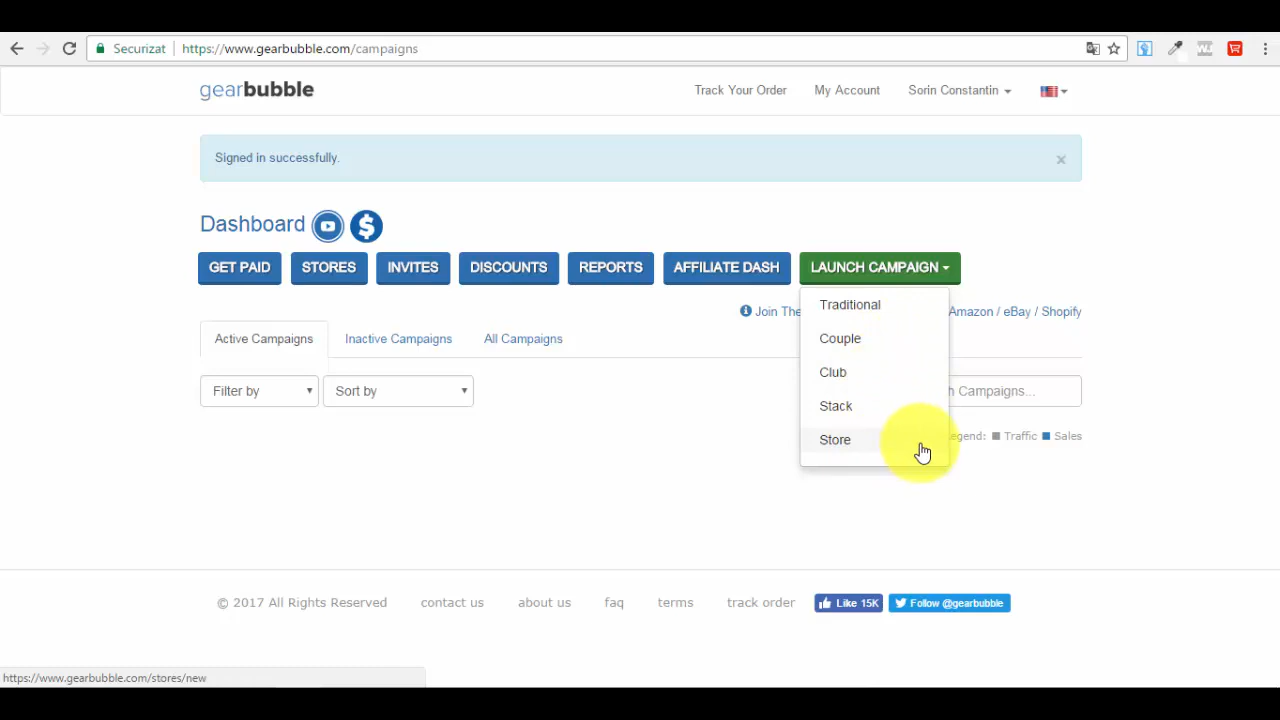 Securizat https://www.gearbubble.com/campaigns
gearbubble Track Your Order My Account Sorin Constantin
Signed in successfully. ×
Dashboard $
GET PAID STORES INVITES DISCOUNTS REPORTS AFFILIATE DASH LAUNCH CAMPAIGN
Traditional
Join The Amazon / eBay / Shopify
Active Campaigns Inactive Campaigns All Campaigns Couple
Club
Filter by Sort by Campaigns...
Stack
Store Legend: Traffic Sales
© 2017 All Rights Reserved contact us about us faq terms track order Like 15K Follow @gearbubble
https://www.gearbubble.com/stores/new